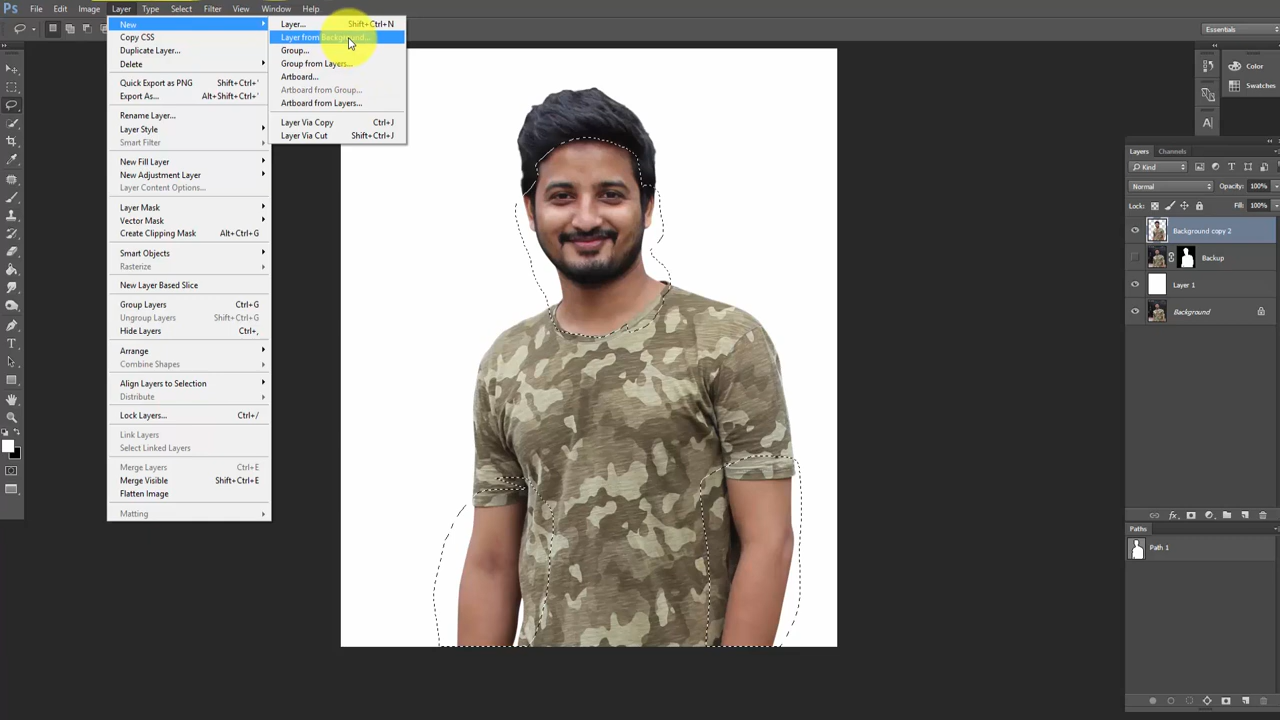 Ps File Edit Image Layer Type Select Filter View Window Help
Essentials
New
Copy CSS
Duplicate Layer...
Delete
Quick Export as PNG Shift+Ctrl+'
Export As... Alt+Shift+Ctrl+'
Rename Layer...
Layer Style
Smart Filter
New Fill Layer
New Adjustment Layer
Layer Content Options...
Layer Mask
Vector Mask
Create Clipping Mask Alt+Ctrl+G
Smart Objects
Rasterize
New Layer Based Slice
Group Layers Ctrl+G
Ungroup Layers Shift+Ctrl+G
Hide Layers Ctrl+,
Arrange
Combine Shapes
Align Layers to Selection
Distribute
Lock Layers... Ctrl+/
Link Layers
Select Linked Layers
Merge Layers Ctrl+E
Merge Visible Shift+Ctrl+E
Flatten Image
Matting
Layer... Shift+Ctrl+N
Layer from Background...
Group...
Group from Layers...
Artboard...
Artboard from Group...
Artboard from Layers...
Layer Via Copy Ctrl+J
Layer Via Cut Shift+Ctrl+J
Color
Swatches
Layers Channels
Kind
Normal Opacity: 100%
Lock: Fill: 100%
Background copy 2
Backup
Layer 1
Background
fx
Paths
Path 1